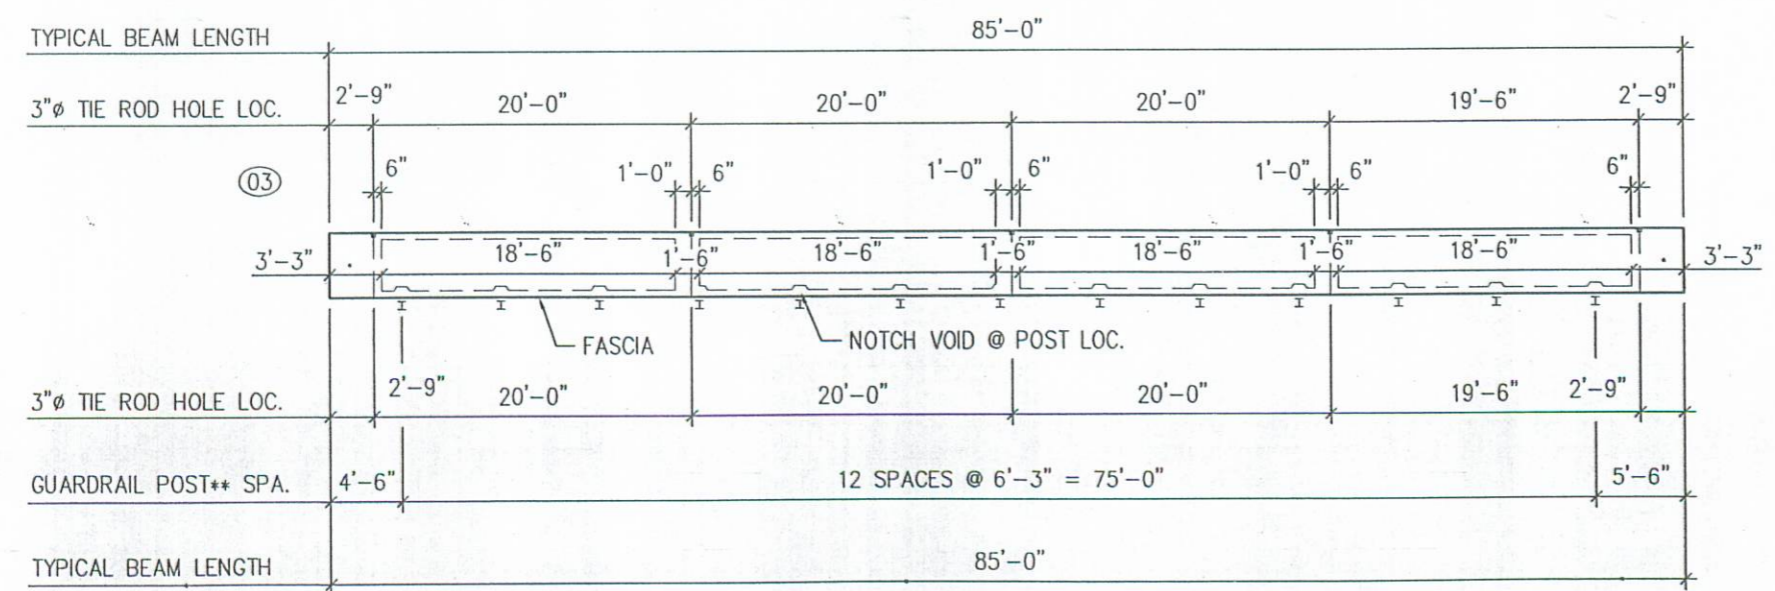 TYPICAL BEAM LENGTH 85'-0"
3"ø TIE ROD HOLE LOC. 2'-9" 20'-0" 20'-0" 20'-0" 19'-6" 2'-9"
03 6" 1'-0" 6" 1'-0" 6" 1'-0" 6" 6"
3'-3" 18'-6" 1'-6" 18'-6" 1'-6" 18'-6" 1'-6" 18'-6" 3'-3"
FASCIA NOTCH VOID @ POST LOC.
3"ø TIE ROD HOLE LOC. 2'-9" 20'-0" 20'-0" 20'-0" 19'-6" 2'-9"
GUARDRAIL POST** SPA. 4'-6" 12 SPACES @ 6'-3" = 75'-0" 5'-6"
TYPICAL BEAM LENGTH 85'-0"